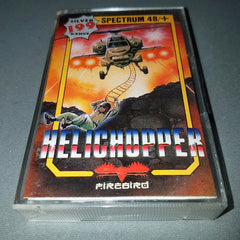 SILVER
199
RANGE
SPECTRUM 48/+
HELICHOPPER
FIREBIRD